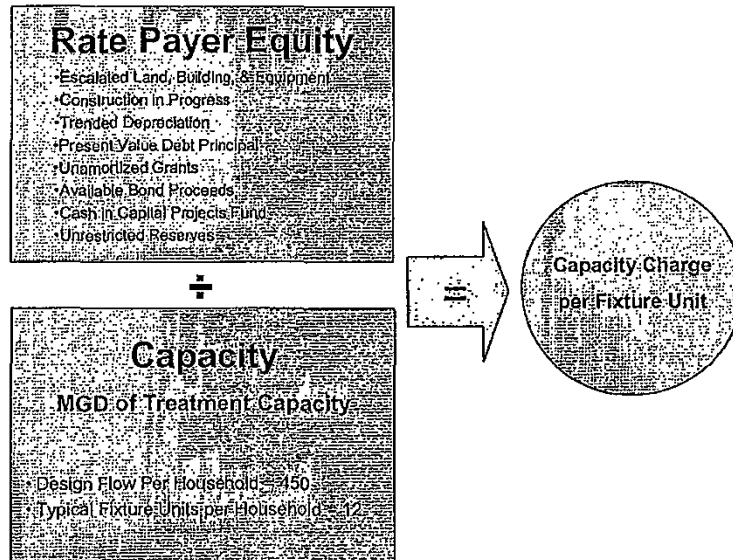 Rate Payer Equity
•Escalated Land, Building, & Equipment
•Construction in Progress
•Trended Depreciation
•Present Value Debt Principal
•Unamortized Grants
•Available Bond Proceeds
•Cash in Capital Projects Fund
•Unrestricted Reserves
÷
Capacity
MGD of Treatment Capacity
• Design Flow Per Household – 450
• Typical Fixture Units per Household – 12
=
Capacity Charge
per Fixture Unit